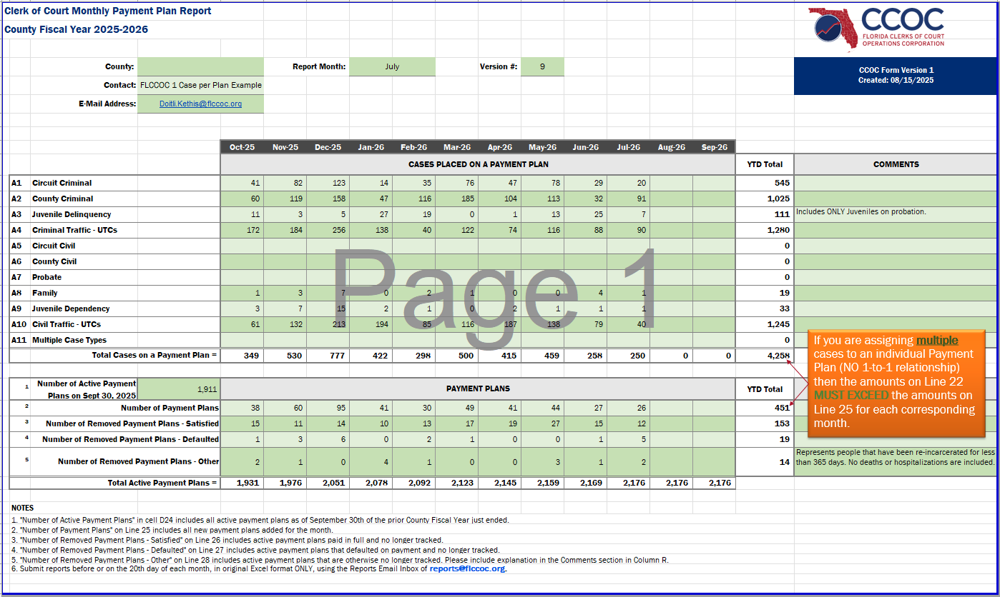 Clerk of Court Monthly Payment Plan Report
County Fiscal Year 2025-2026
CCOC
FLORIDA CLERKS OF COURT
OPERATIONS CORPORATION
County: Report Month: July Version #: 9
CCOC Form Version 1
Created: 08/15/2025
Contact: FLCCOC 1 Case per Plan Example
E-Mail Address: Doitli.Kethis@flccoc.org
Oct-25 Nov-25 Dec-25 Jan-26 Feb-26 Mar-26 Apr-26 May-26 Jun-26 Jul-26 Aug-26 Sep-26
CASES PLACED ON A PAYMENT PLAN YTD Total COMMENTS
A1 Circuit Criminal 41 82 123 14 35 76 47 78 29 20 545
A2 County Criminal 60 119 158 47 116 185 104 113 32 91 1,025
A3 Juvenile Delinquency 11 3 5 27 19 0 1 13 25 7 111 Includes ONLY Juveniles on probation.
A4 Criminal Traffic - UTCs 172 184 256 138 40 122 74 116 88 90 1,280
A5 Circuit Civil 0
A6 County Civil 0
A7 Probate 0
A8 Family 1 3 7 0 2 1 0 0 4 1 19
A9 Juvenile Dependency 3 7 15 2 1 0 2 1 1 1 33
A10 Civil Traffic - UTCs 61 132 213 194 85 116 187 138 79 40 1,245
A11 Multiple Case Types 0
Total Cases on a Payment Plan = 349 530 777 422 298 500 415 459 258 250 0 0 4,258
Page 1
If you are assigning multiple
cases to an individual Payment
Plan (NO 1-to-1 relationship)
then the amounts on Line 22
MUST EXCEED the amounts on
Line 25 for each corresponding
month.
1 Number of Active Payment
Plans on Sept 30, 2025 1,911 PAYMENT PLANS YTD Total
2 Number of Payment Plans 38 60 95 41 30 49 41 44 27 26 451
3 Number of Removed Payment Plans - Satisfied 15 11 14 10 13 17 19 27 15 12 153
4 Number of Removed Payment Plans - Defaulted 1 3 6 0 2 1 0 0 1 5 19
5 Number of Removed Payment Plans - Other 2 1 0 4 1 0 0 3 1 2 14
Represents people that have been re-incarcerated for less
than 365 days. No deaths or hospitalizations are included.
Total Active Payment Plans = 1,931 1,976 2,051 2,078 2,092 2,123 2,145 2,159 2,169 2,176 2,176 2,176
NOTES
1. "Number of Active Payment Plans" in cell D24 includes all active payment plans as of September 30th of the prior County Fiscal Year just ended.
2. "Number of Payment Plans" on Line 25 includes all new payment plans added for the month.
3. "Number of Removed Payment Plans - Satisfied" on Line 26 includes active payment plans paid in full and no longer tracked.
4. "Number of Removed Payment Plans - Defaulted" on Line 27 includes active payment plans that defaulted on payment and no longer tracked.
5. "Number of Removed Payment Plans - Other" on Line 28 includes active payment plans that are otherwise no longer tracked. Please include explanation in the Comments section in Column R.
6. Submit reports before or on the 20th day of each month, in original Excel format ONLY, using the Reports Email Inbox of reports@flccoc.org.